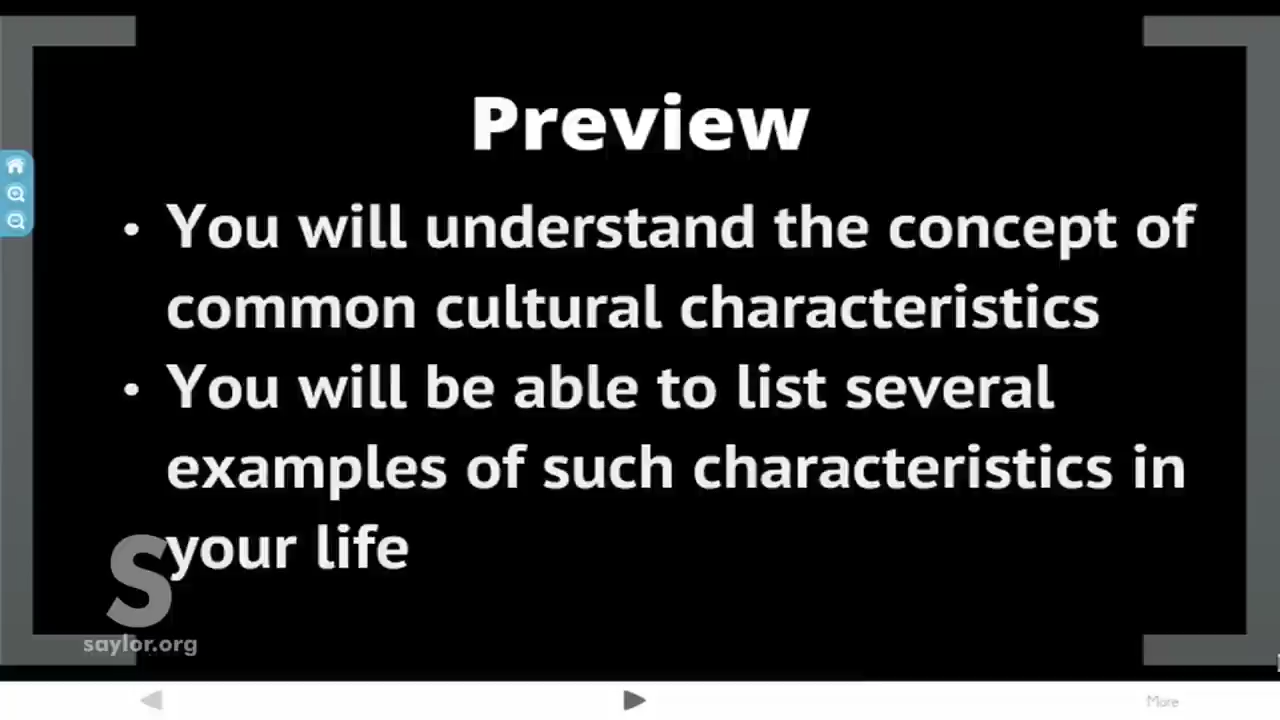 Preview
• You will understand the concept of
common cultural characteristics
• You will be able to list several
examples of such characteristics in
your life
S
saylor.org
More